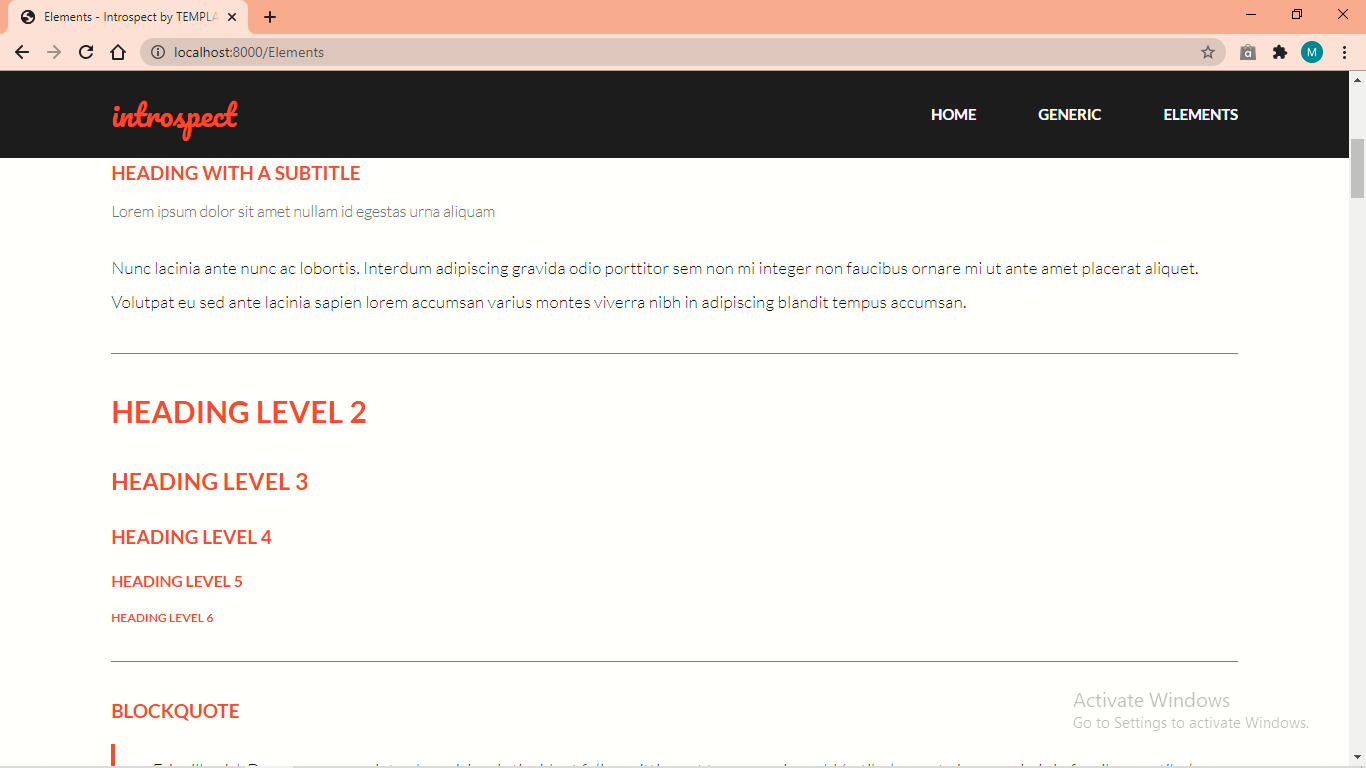 Elements - Introspect by TEMPLA
localhost:8000/Elements
a
M
introspect
HOME
GENERIC
ELEMENTS
HEADING WITH A SUBTITLE
Lorem ipsum dolor sit amet nullam id egestas urna aliquam
Nunc lacinia ante nunc ac lobortis. Interdum adipiscing gravida odio porttitor sem non mi integer non faucibus ornare mi ut ante amet placerat aliquet.
Volutpat eu sed ante lacinia sapien lorem accumsan varius montes viverra nibh in adipiscing blandit tempus accumsan.
HEADING LEVEL 2
HEADING LEVEL 3
HEADING LEVEL 4
HEADING LEVEL 5
HEADING LEVEL 6
BLOCKQUOTE
Activate Windows
Go to Settings to activate Windows.